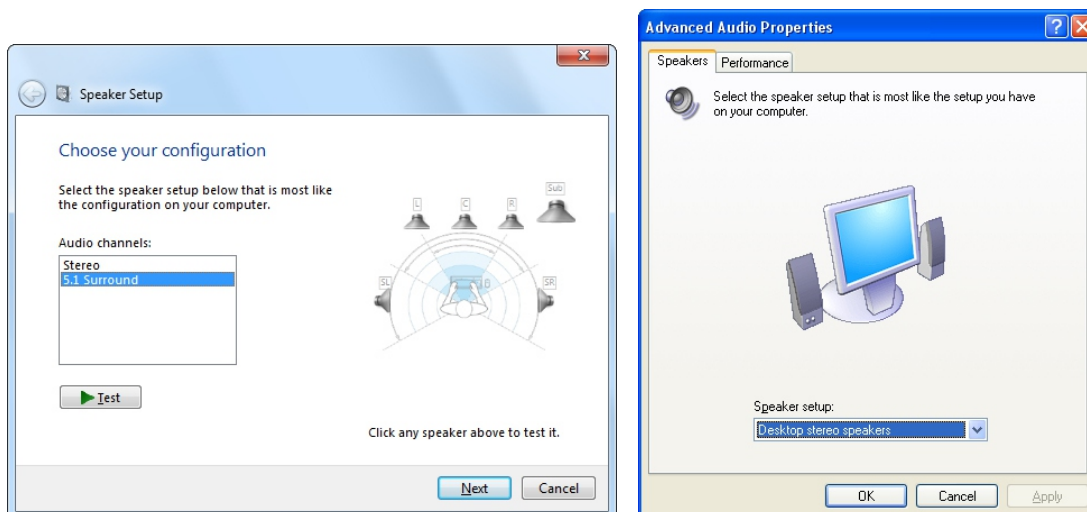 Speaker Setup
Choose your configuration
Select the speaker setup below that is most like
the configuration on your computer.
Audio channels:
Stereo
5.1 Surround
Test
L
C
R
Sub
SL
SR
Click any speaker above to test it.
Next
Cancel
Advanced Audio Properties
Speakers
Performance
Select the speaker setup that is most like the setup you have
on your computer.
Speaker setup:
Desktop stereo speakers
OK
Cancel
Apply